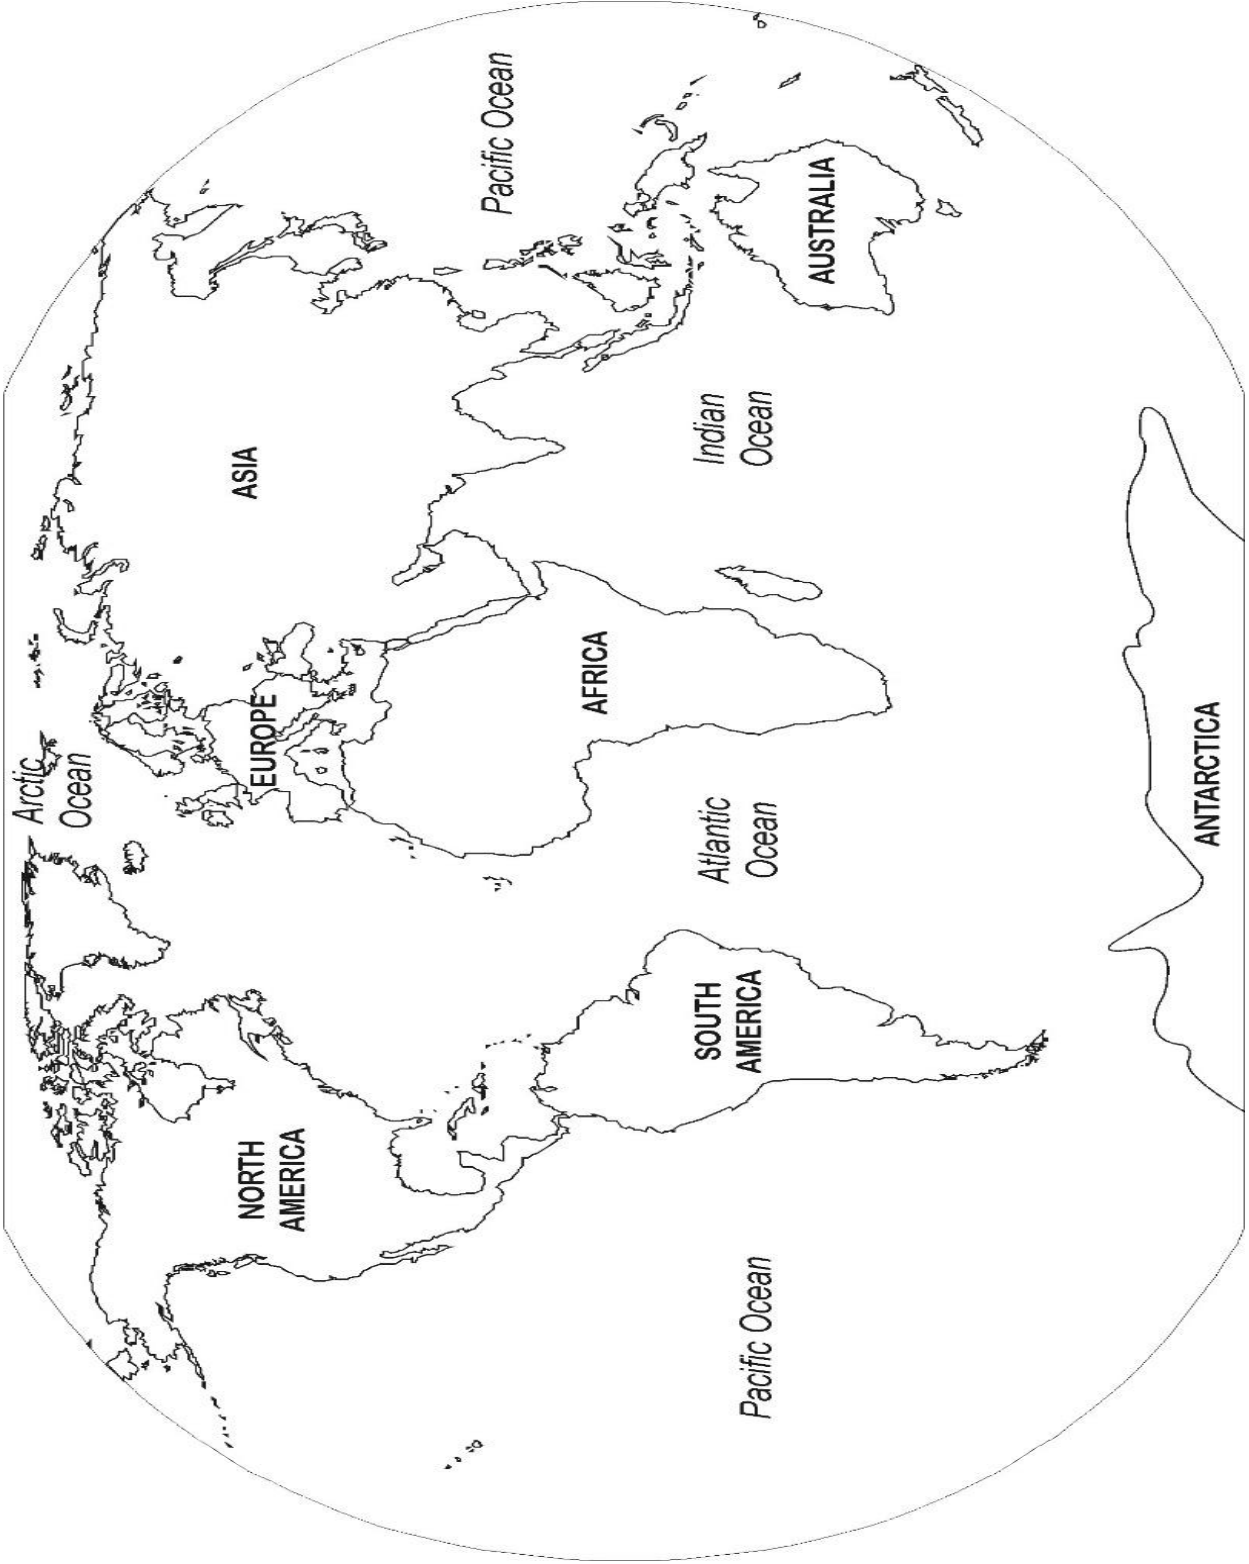 Arctic
Ocean
NORTH
AMERICA
EUROPE
ASIA
Pacific Ocean
AFRICA
Atlantic
Ocean
Indian
Ocean
SOUTH
AMERICA
Pacific Ocean
AUSTRALIA
ANTARCTICA